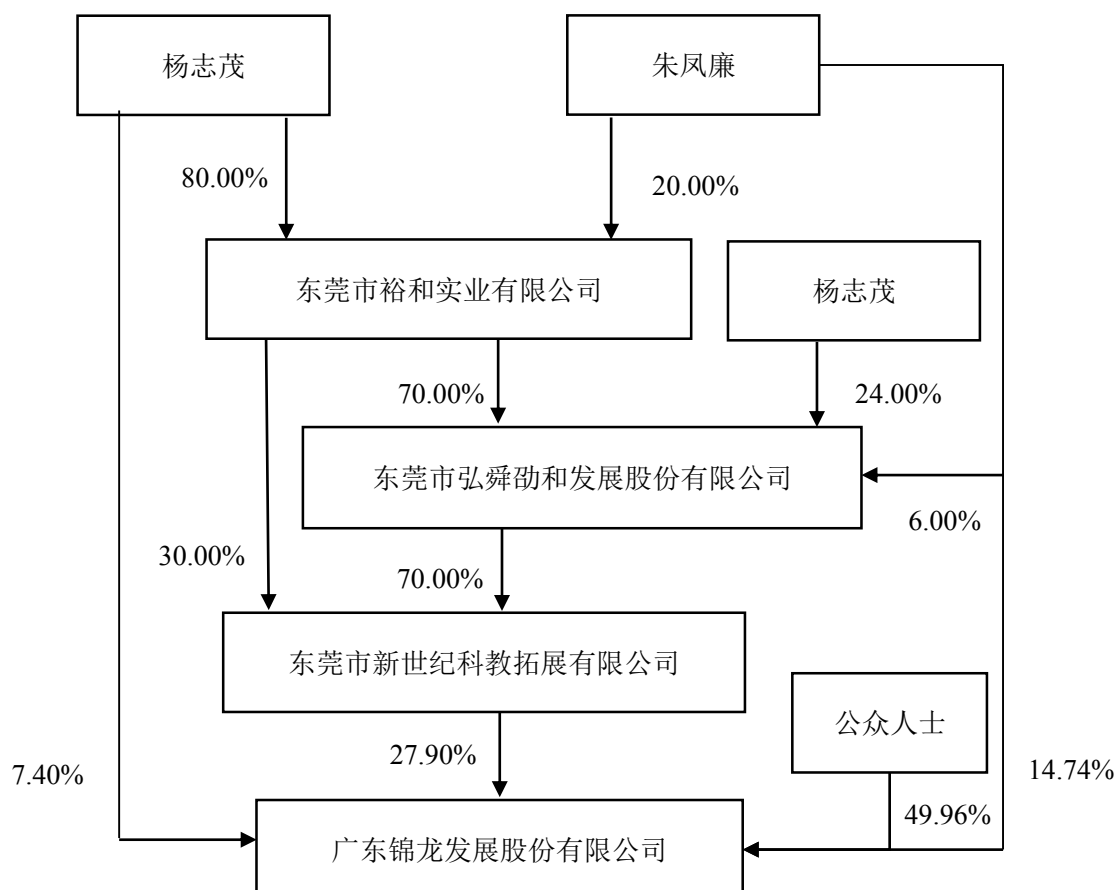 杨志茂
朱凤廉
80.00%
20.00%
东莞市裕和实业有限公司
杨志茂
70.00%
24.00%
东莞市弘舜劭和发展股份有限公司
6.00%
30.00%
70.00%
东莞市新世纪科教拓展有限公司
公众人士
27.90%
7.40%
14.74%
49.96%
广东锦龙发展股份有限公司